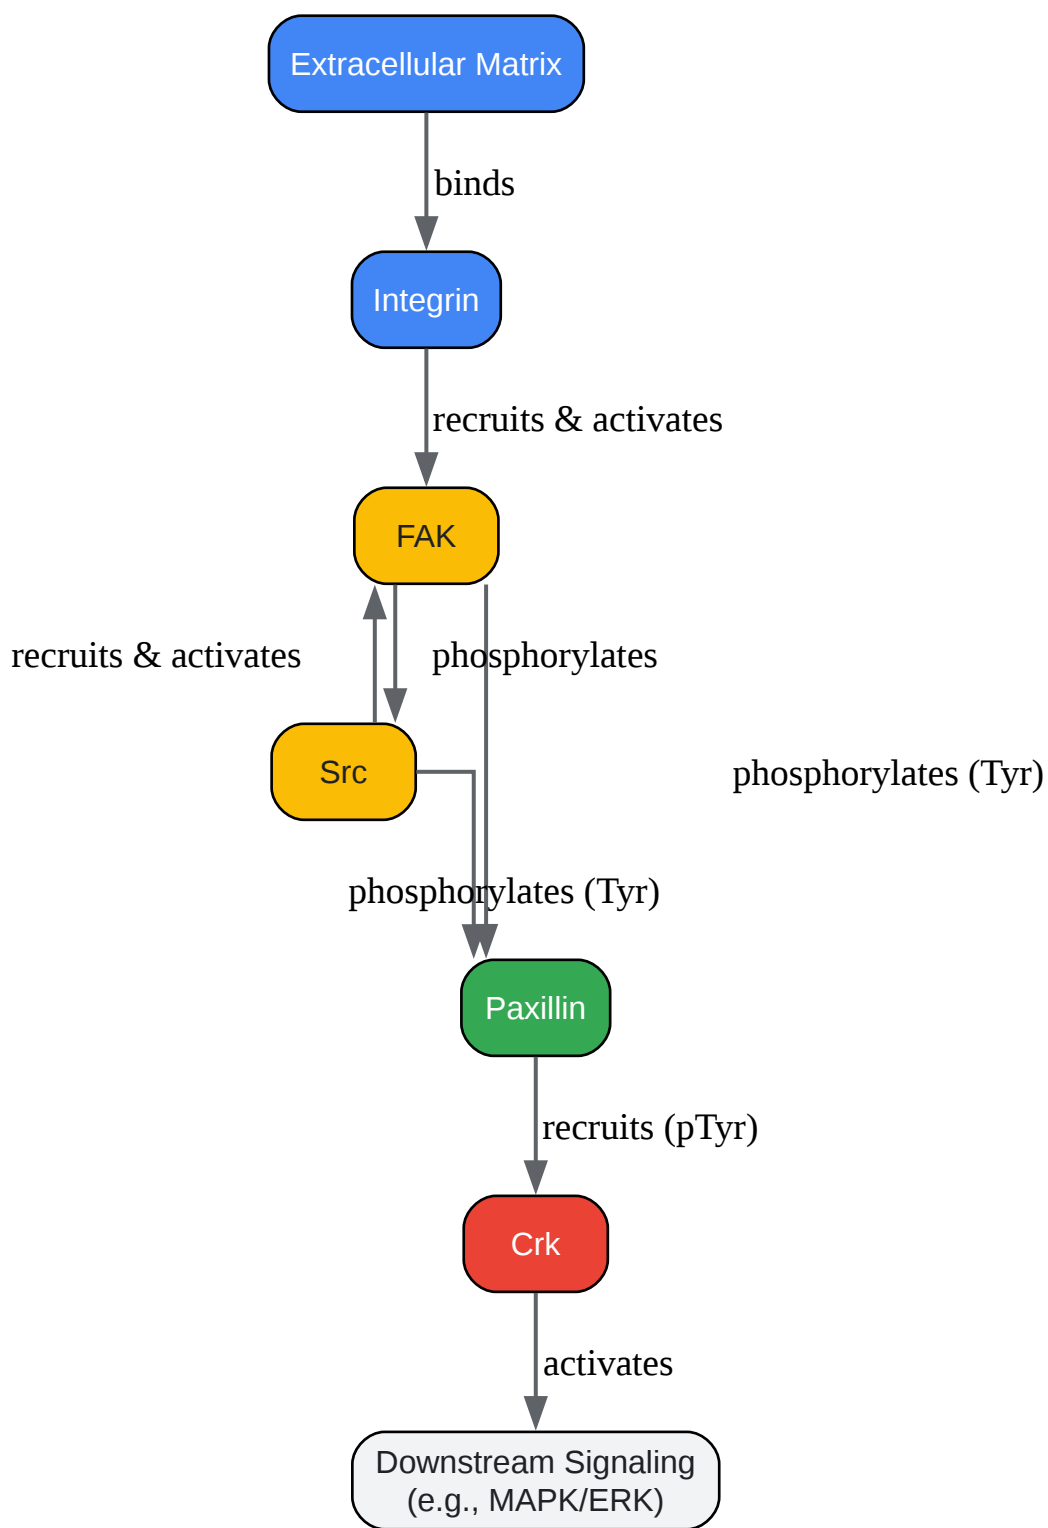 Extracellular Matrix
binds
Integrin
recruits & activates
FAK
recruits & activates
phosphorylates
Src
phosphorylates (Tyr)
phosphorylates (Tyr)
Paxillin
recruits (pTyr)
Crk
activates
Downstream Signaling
(e.g., MAPK/ERK)